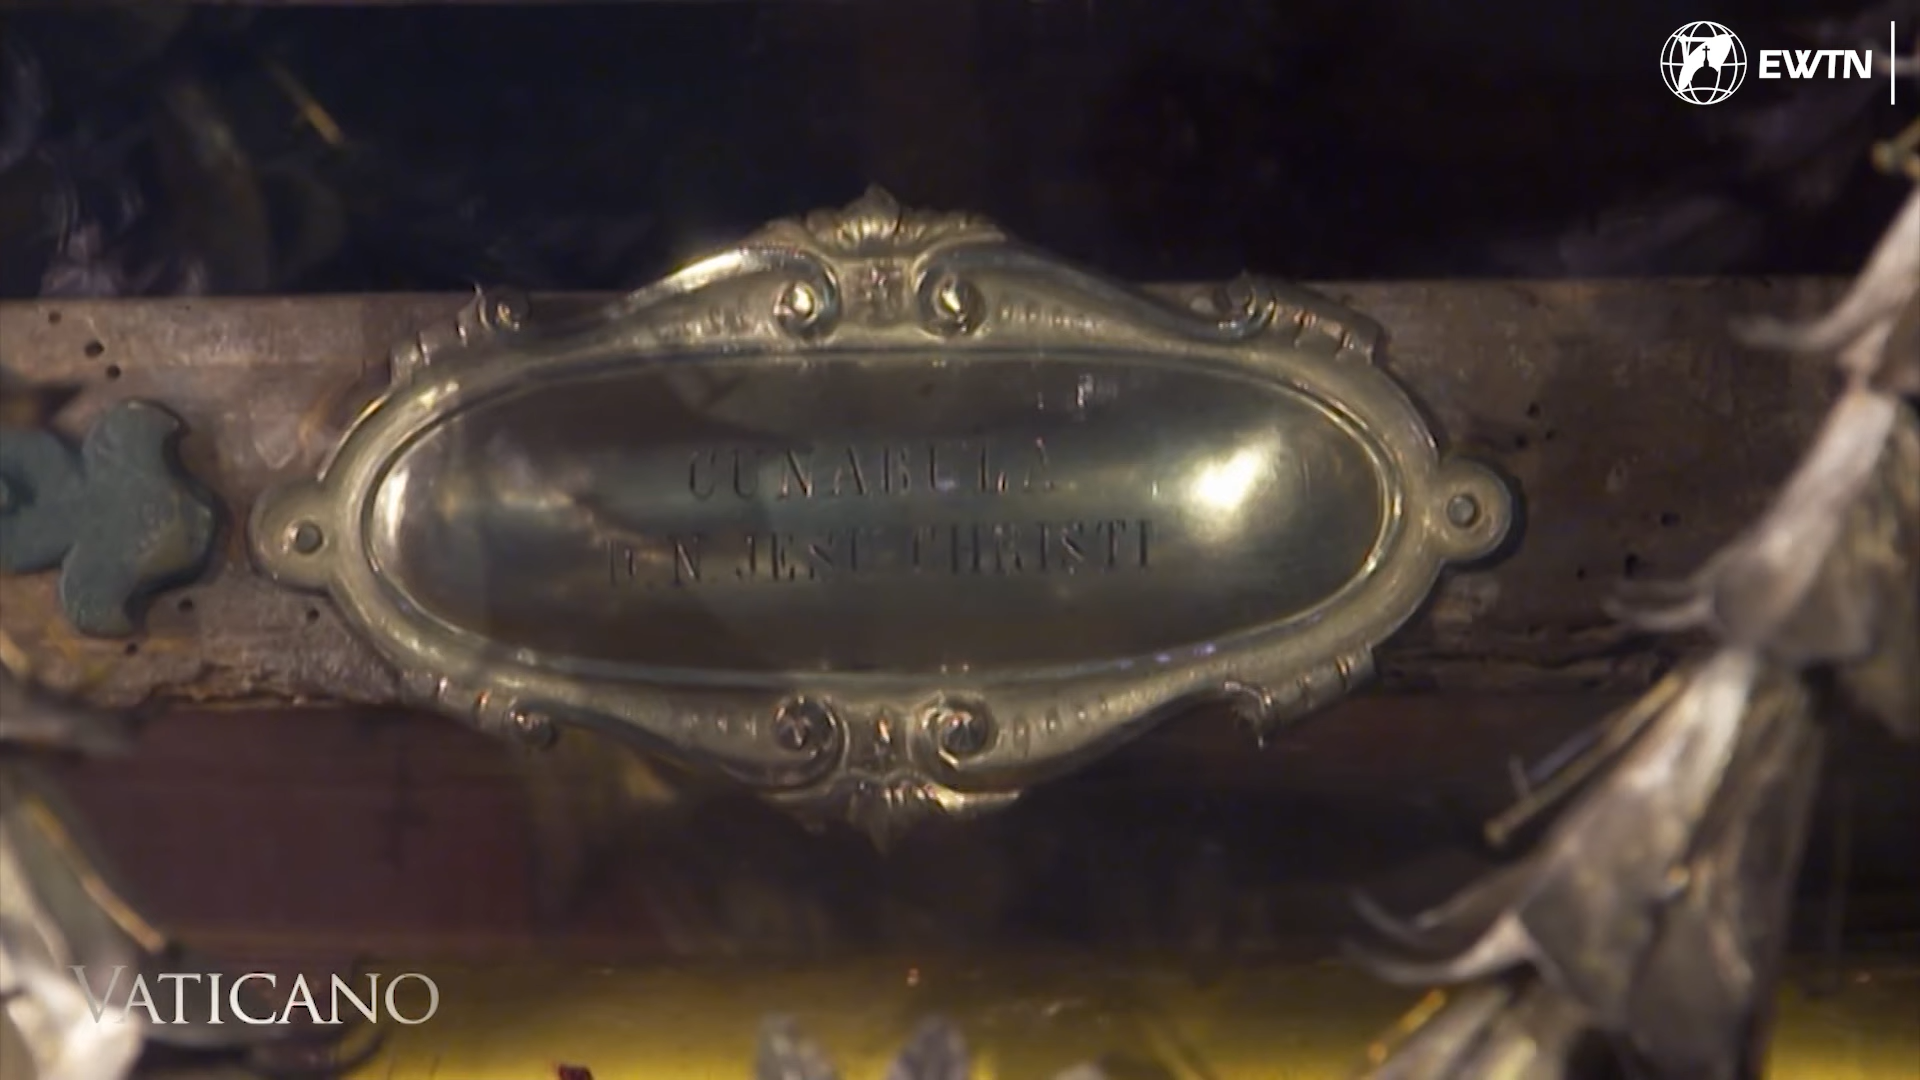 EWTN
CUNABULA
D. N. JESU CHRISTI
VATICANO